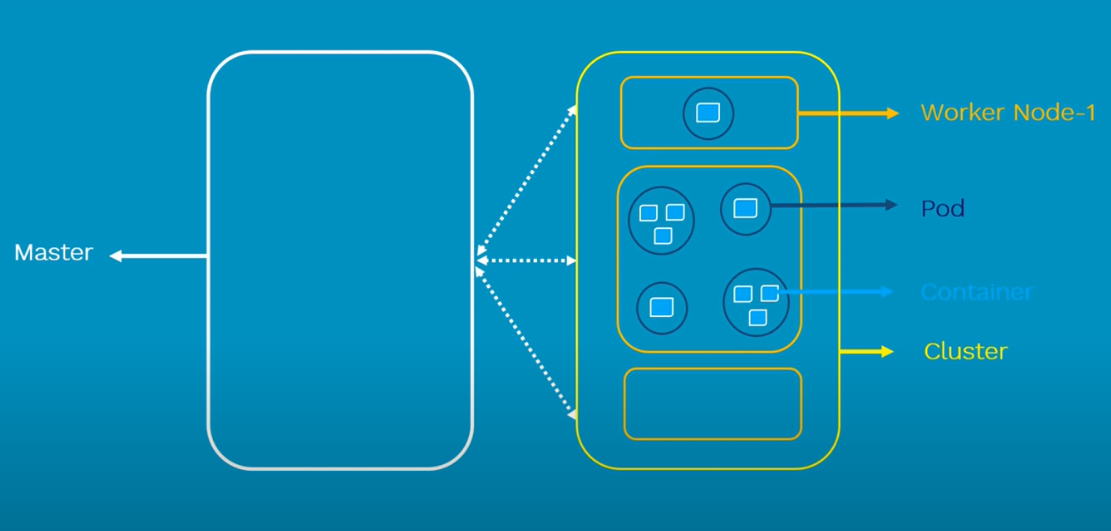 Master
Worker Node-1
Pod
Container
Cluster